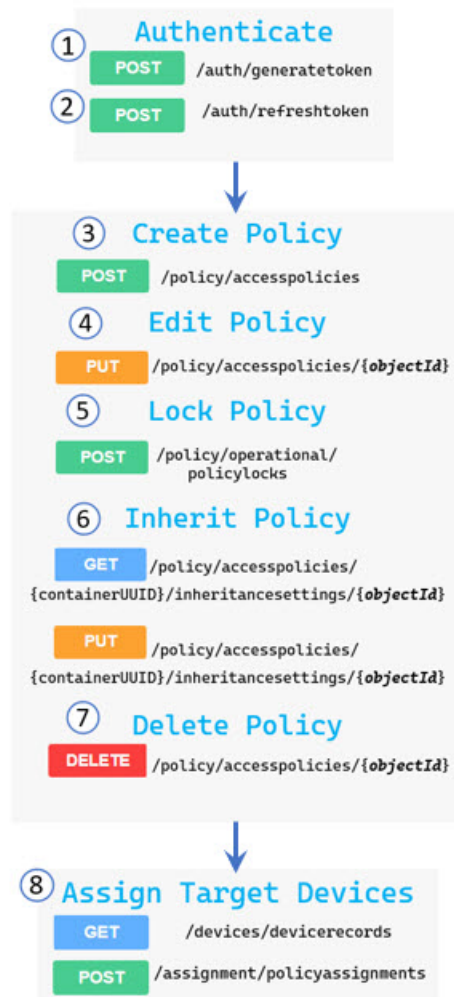 ① Authenticate
POST /auth/generatetoken
② POST /auth/refreshtoken
③ Create Policy
POST /policy/accesspolicies
④ Edit Policy
PUT /policy/accesspolicies/{objectId}
⑤ Lock Policy
POST /policy/operational/
policylocks
⑥ Inherit Policy
GET /policy/accesspolicies/
{containerUUID}/inheritancesettings/{objectId}
PUT /policy/accesspolicies/
{containerUUID}/inheritancesettings/{objectId}
⑦ Delete Policy
DELETE /policy/accesspolicies/{objectId}
⑧ Assign Target Devices
GET /devices/devicerecords
POST /assignment/policyassignments